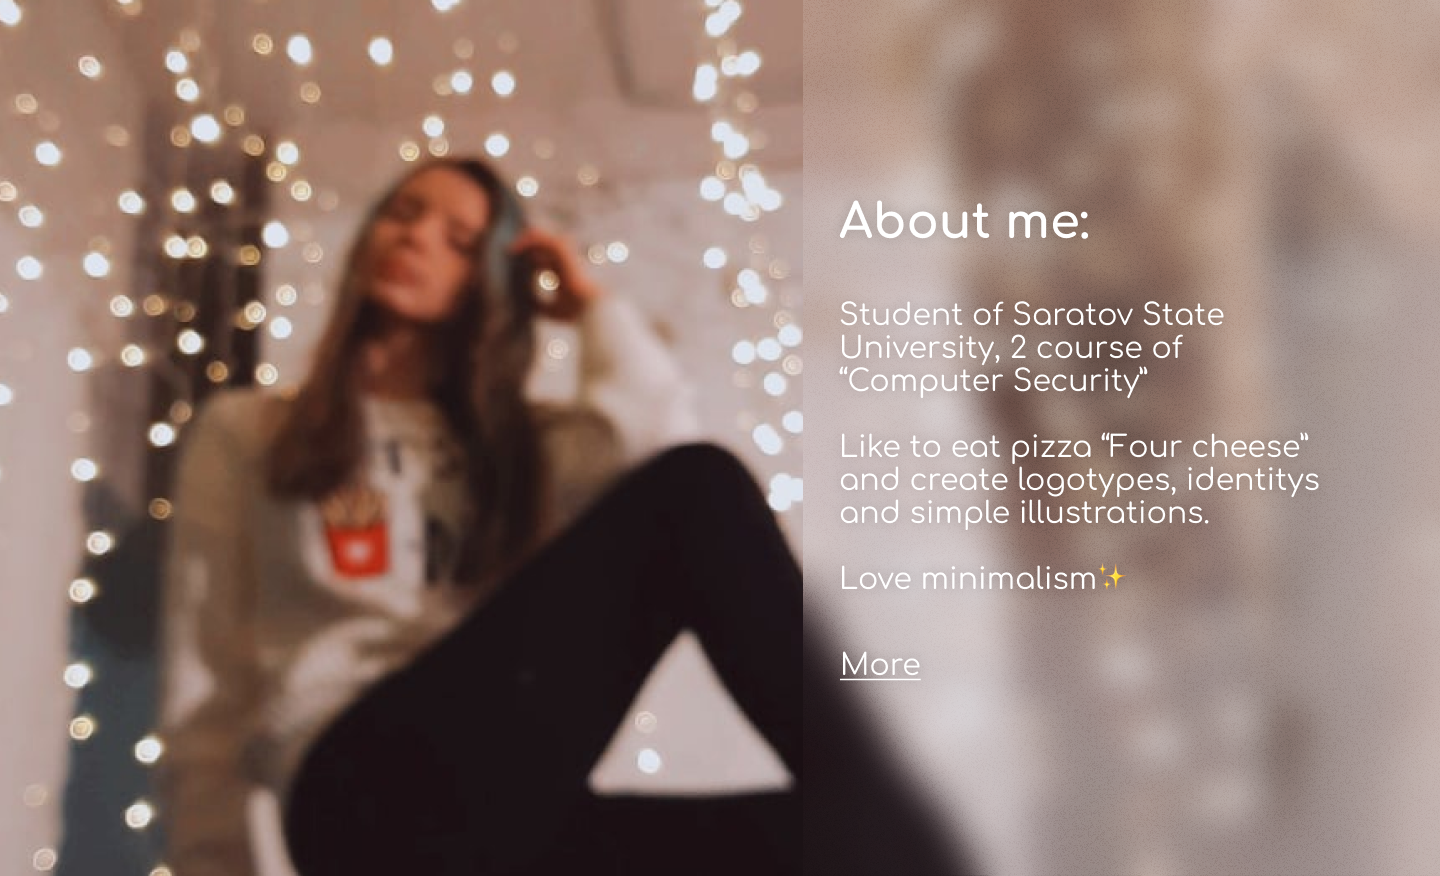 About me:
Student of Saratov State
University, 2 course of
“Computer Security”
Like to eat pizza “Four cheese”
and create logotypes, identitys
and simple illustrations.
Love minimalism✨
More